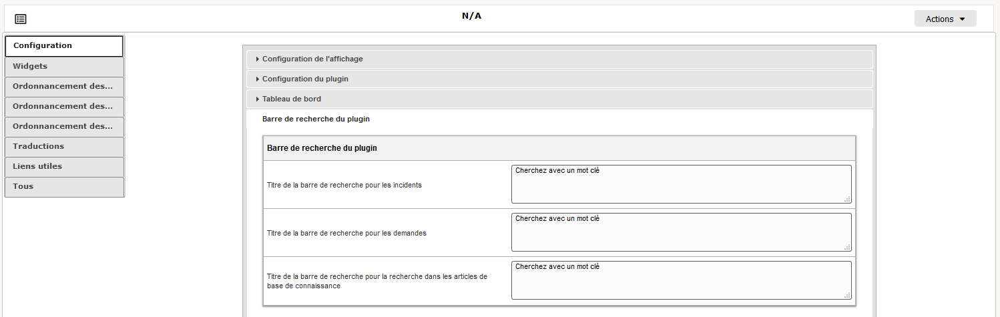 N/A
Actions
Configuration
Widgets
Ordonnancement des...
Ordonnancement des...
Ordonnancement des...
Traductions
Liens utiles
Tous
Configuration de l'affichage
Configuration du plugin
Tableau de bord
Barre de recherche du plugin
Barre de recherche du plugin
Titre de la barre de recherche pour les incidents
Cherchez avec un mot clé
Titre de la barre de recherche pour les demandes
Cherchez avec un mot clé
Titre de la barre de recherche pour la recherche dans les articles de
base de connaissance
Cherchez avec un mot clé